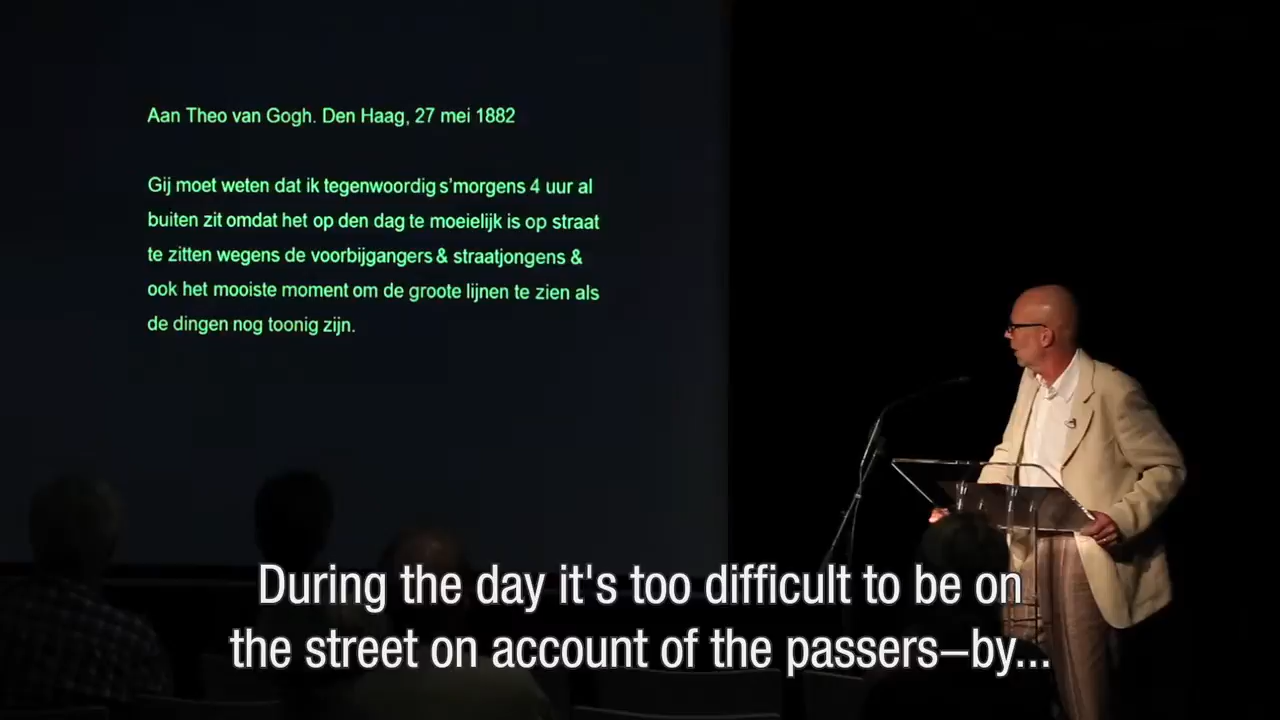 Aan Theo van Gogh. Den Haag, 27 mei 1882
Gij moet weten dat ik tegenwoordig s'morgens 4 uur al
buiten zit omdat het op den dag te moeielijk is op straat
te zitten wegens de voorbijgangers & straatjongens &
ook het mooiste moment om de groote lijnen te zien als
de dingen nog toonig zijn.
During the day it's too difficult to be on
the street on account of the passers–by...